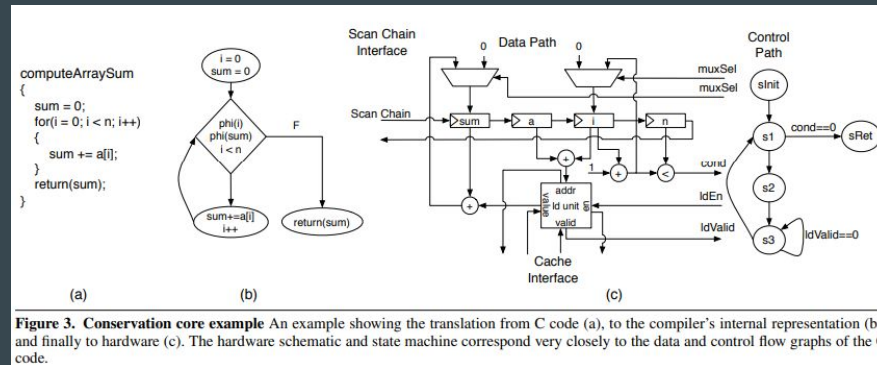 computeArraySum
{
sum = 0;
for(i = 0; i < n; i++)
{
sum += a[i];
}
return(sum);
}
(a)
i = 0
sum = 0
phi(i)
phi(sum)
i < n
F
sum+=a[i]
i++
return(sum)
(b)
Scan Chain
Interface
0
Data Path
0
Control
Path
muxSel
muxSel
sInit
Scan Chain
sum
a
i
n
s1
cond==0
sRet
+
1
+
<
cond
s2
addr
value
ld unit
en
valid
+
ldEn
ldValid
s3
ldValid==0
Cache
Interface
(c)
Figure 3. Conservation core example An example showing the translation from C code (a), to the compiler's internal representation (b
and finally to hardware (c). The hardware schematic and state machine correspond very closely to the data and control flow graphs of the
code.